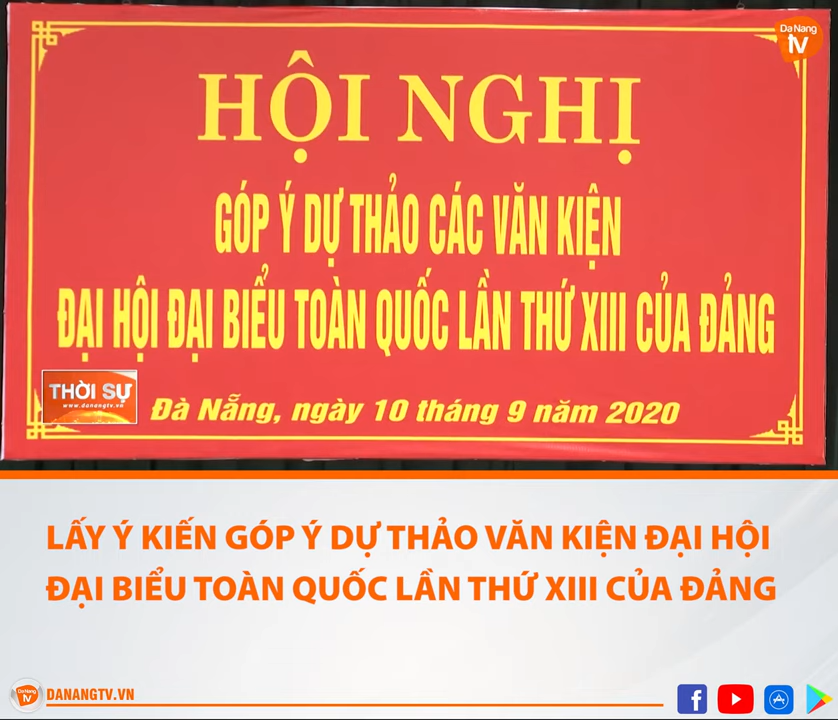 Da Nang
tv
HỘI NGHỊ
GÓP Ý DỰ THẢO CÁC VĂN KIỆN
ĐẠI HỘI ĐẠI BIỂU TOÀN QUỐC LẦN THỨ XIII CỦA ĐẢNG
THỜI SỰ
www.danangtv.vn
Đà Nẵng, ngày 10 tháng 9 năm 2020
LẤY Ý KIẾN GÓP Ý DỰ THẢO VĂN KIỆN ĐẠI HỘI
ĐẠI BIỂU TOÀN QUỐC LẦN THỨ XIII CỦA ĐẢNG
Da Nang
tv
DANANGTV.VN